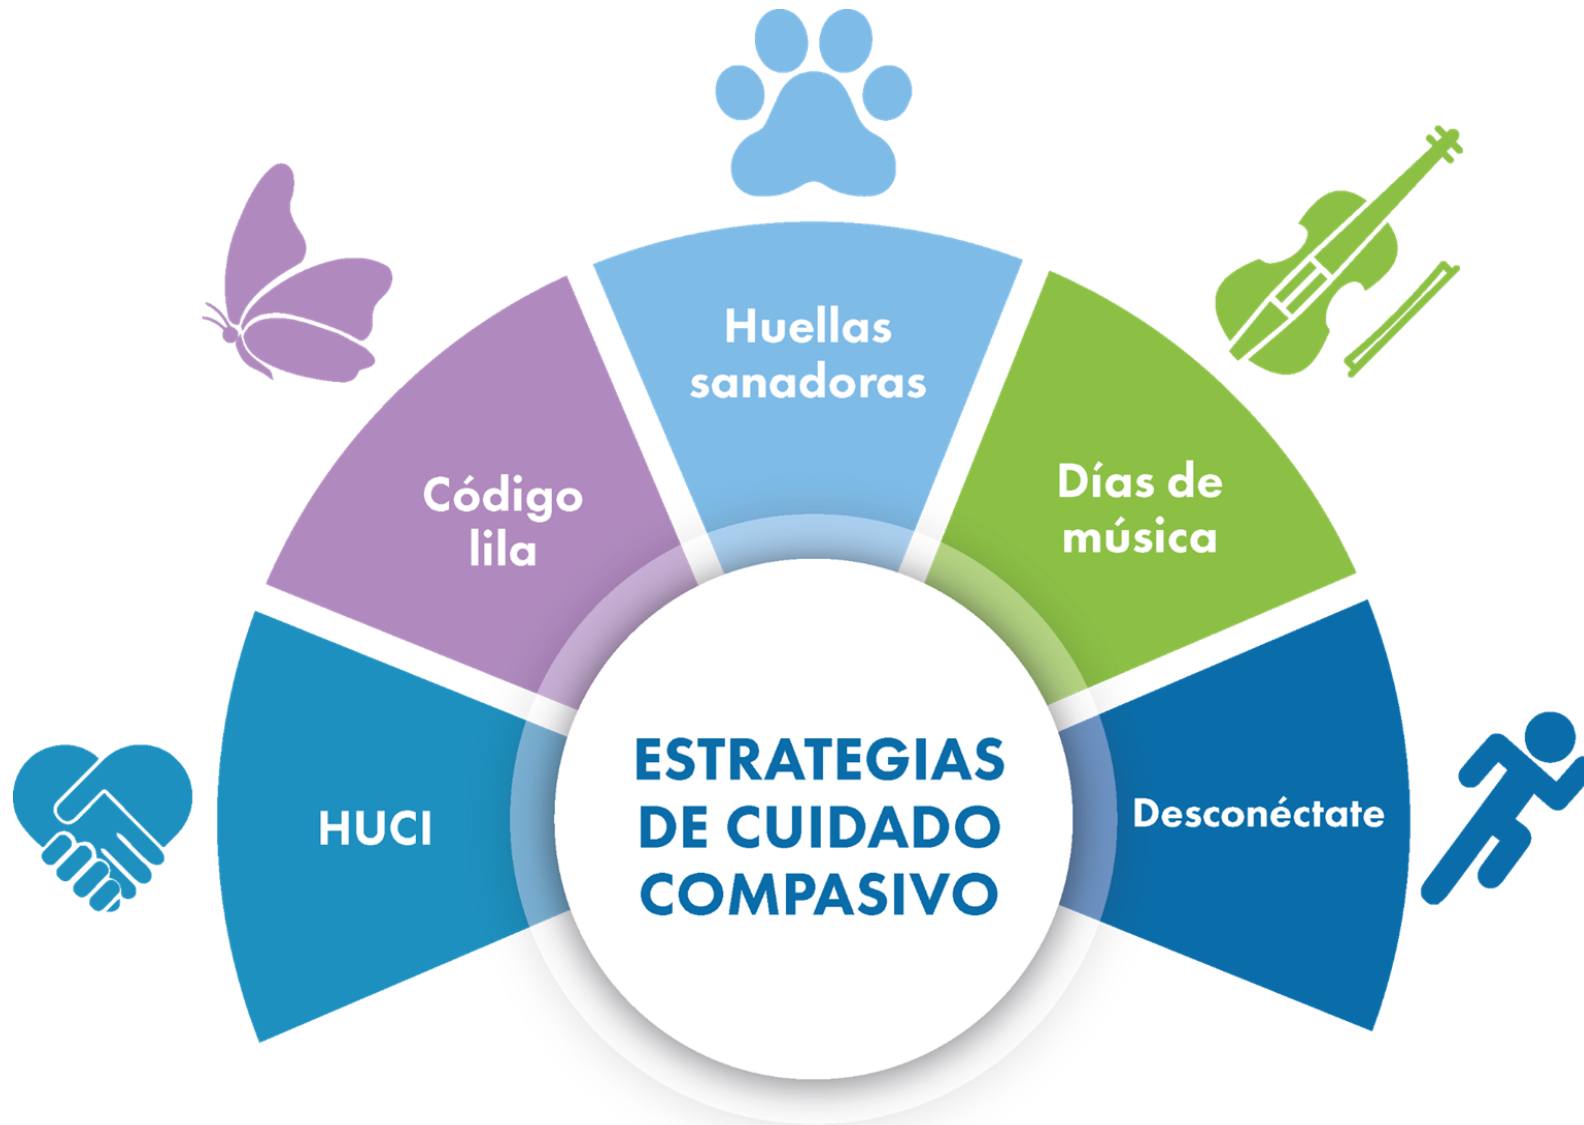 Huellas
sanadoras
Código
lila
Días de
música
HUCI
ESTRATEGIAS
DE CUIDADO
COMPASIVO
Desconéctate